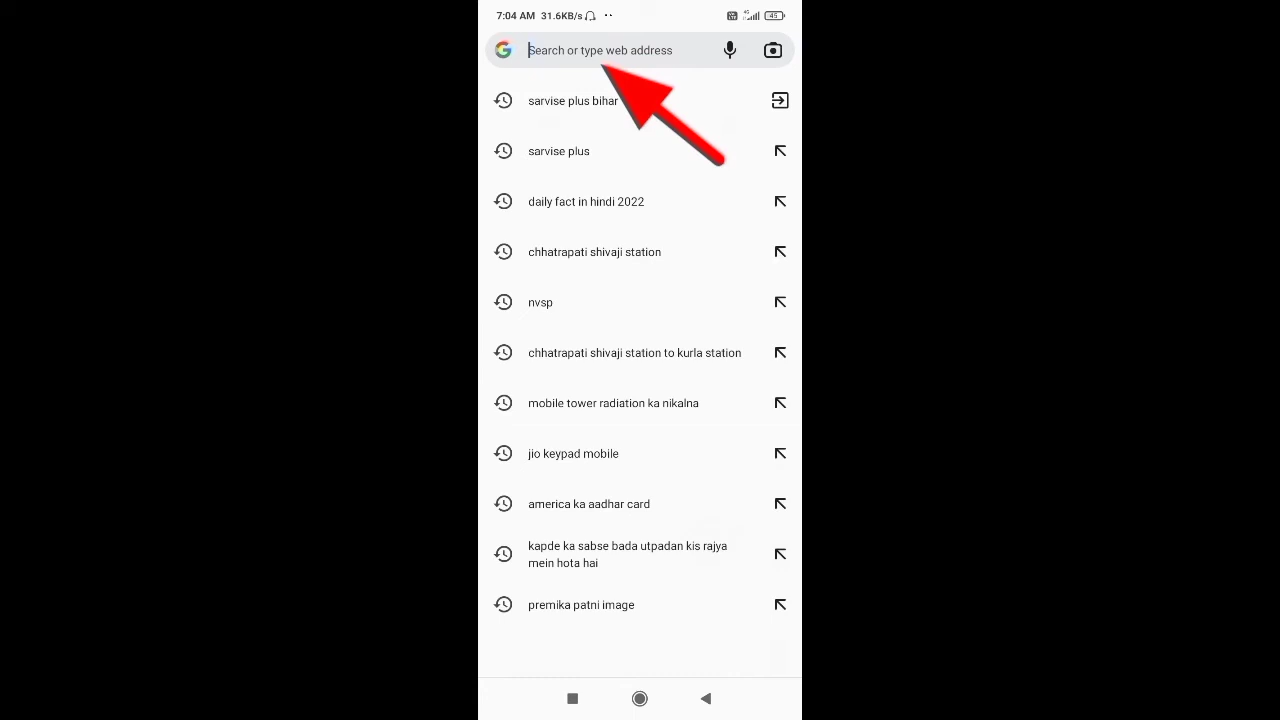 7:04 AM 31.6KB/s
4G
45
Search or type web address
sarvise plus bihar
sarvise plus
daily fact in hindi 2022
chhatrapati shivaji station
nvsp
chhatrapati shivaji station to kurla station
mobile tower radiation ka nikalna
jio keypad mobile
america ka aadhar card
kapde ka sabse bada utpadan kis rajya
mein hota hai
premika patni image